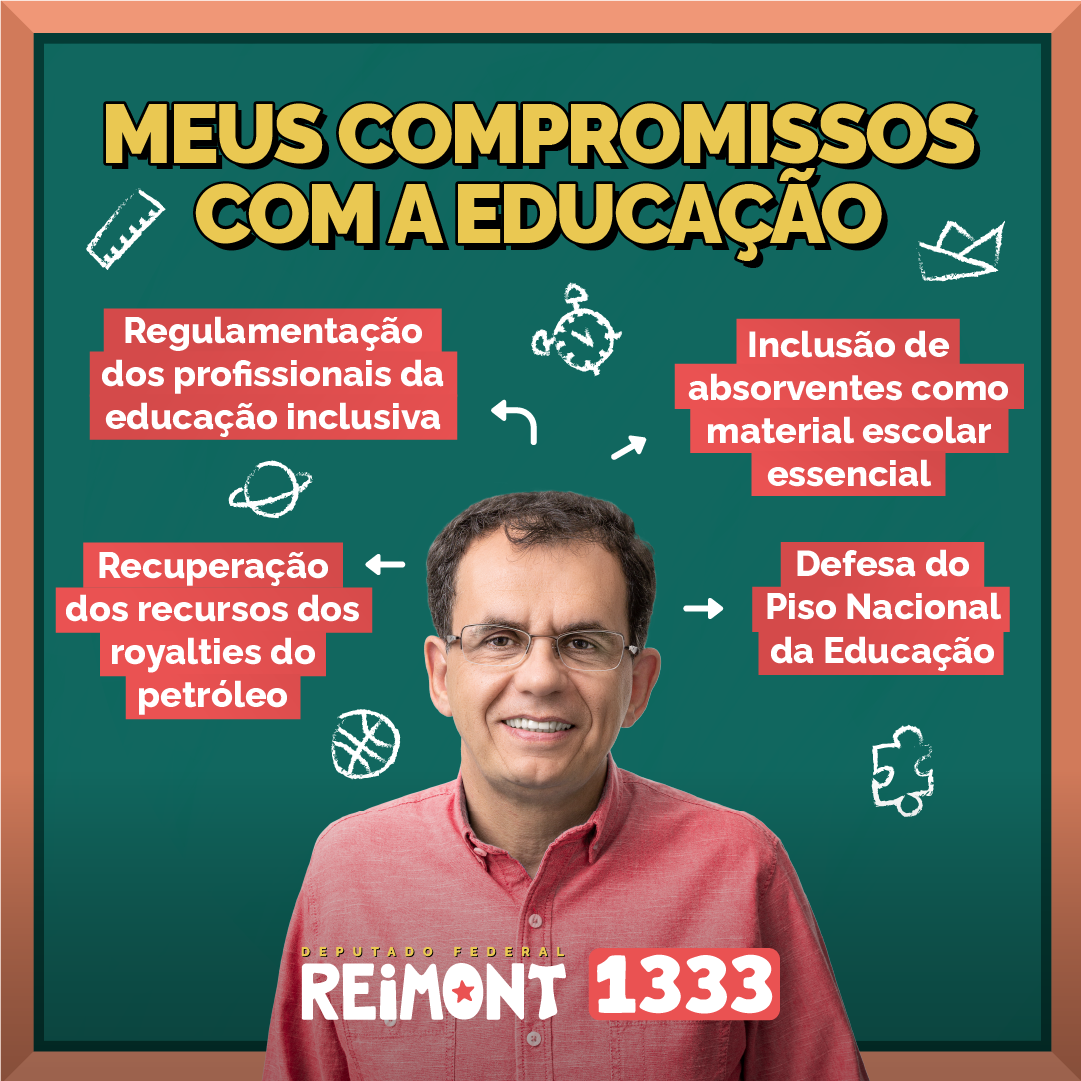 MEUS COMPROMISSOS
COM A EDUCAÇÃO
Regulamentação
dos profissionais da
educação inclusiva
Inclusão de
absorventes como
material escolar
essencial
Recuperação
dos recursos dos
royalties do
petróleo
Defesa do
Piso Nacional
da Educação
DEPUTADO FEDERAL
REiMONT 1333